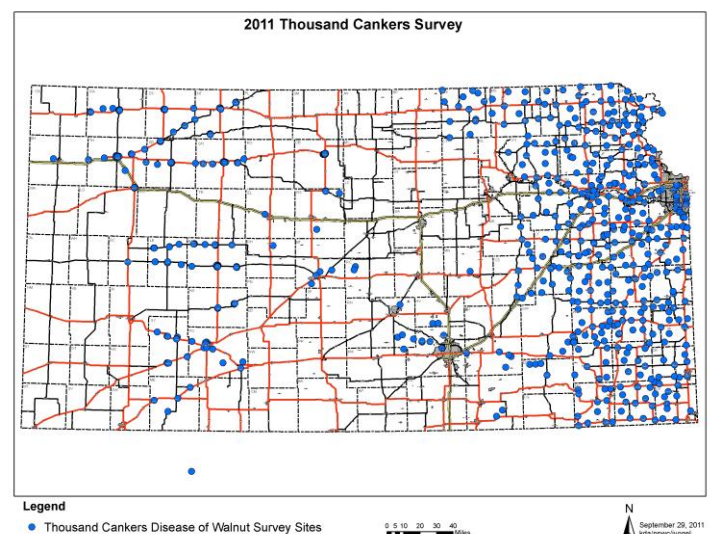 2011 Thousand Cankers Survey
Legend
Thousand Cankers Disease of Walnut Survey Sites
0 5 10 20 30 40
Miles
N
September 29, 2011